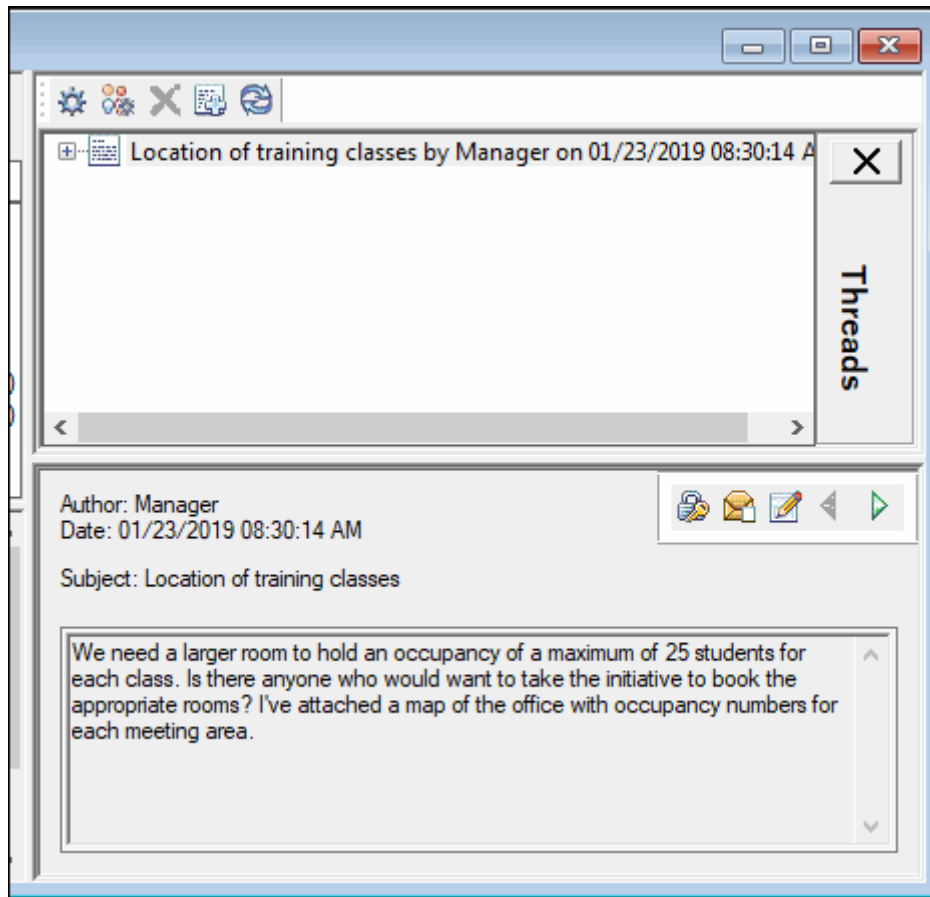 Location of training classes by Manager on 01/23/2019 08:30:14 A
Threads
Author: Manager
Date: 01/23/2019 08:30:14 AM
Subject: Location of training classes
We need a larger room to hold an occupancy of a maximum of 25 students for
each class. Is there anyone who would want to take the initiative to book the
appropriate rooms? I've attached a map of the office with occupancy numbers for
each meeting area.